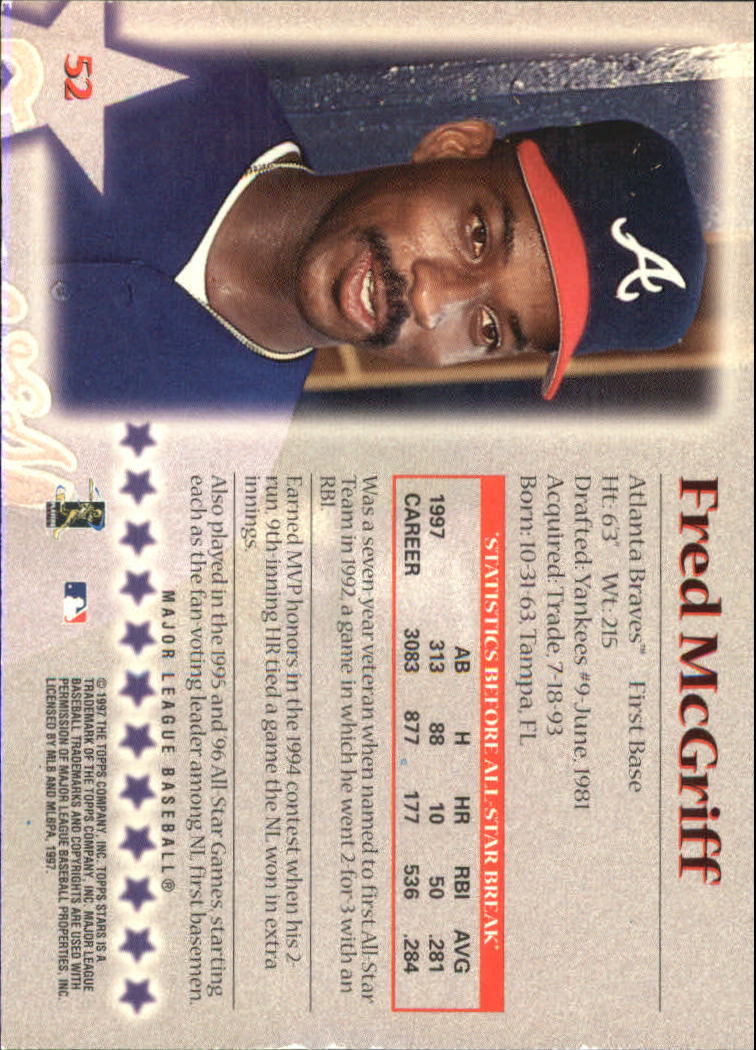 52
A
Fred McGriff
Atlanta Braves™ First Base
Ht: 6'3" Wt.: 215
Drafted: Yankees #9-June, 1981
Acquired: Trade, 7-18-93
Born: 10-31-63, Tampa, FL
"STATISTICS BEFORE ALL-STAR BREAK"
AB H HR RBI AVG
1997 313 88 10 50 .281
CAREER 3083 877 177 536 .284
Was a seven-year veteran when named to first All-Star
Team in 1992, a game in which he went 2-for-3 with an
RBI.
Earned MVP honors in the 1994 contest when his 2-
run, 9th-inning HR tied a game the NL won in extra
innings.
Also played in the 1995 and '96 All-Star Games, starting
each as the fan-voting leader among NL first basemen.
MAJOR LEAGUE BASEBALL®
© 1997 THE TOPPS COMPANY, INC. TOPPS STARS IS A
TRADEMARK OF THE TOPPS COMPANY, INC. MAJOR LEAGUE
BASEBALL TRADEMARKS AND COPYRIGHTS ARE USED WITH
PERMISSION OF MAJOR LEAGUE BASEBALL PROPERTIES, INC.
LICENSED BY MLB AND MLBPA, 1997.